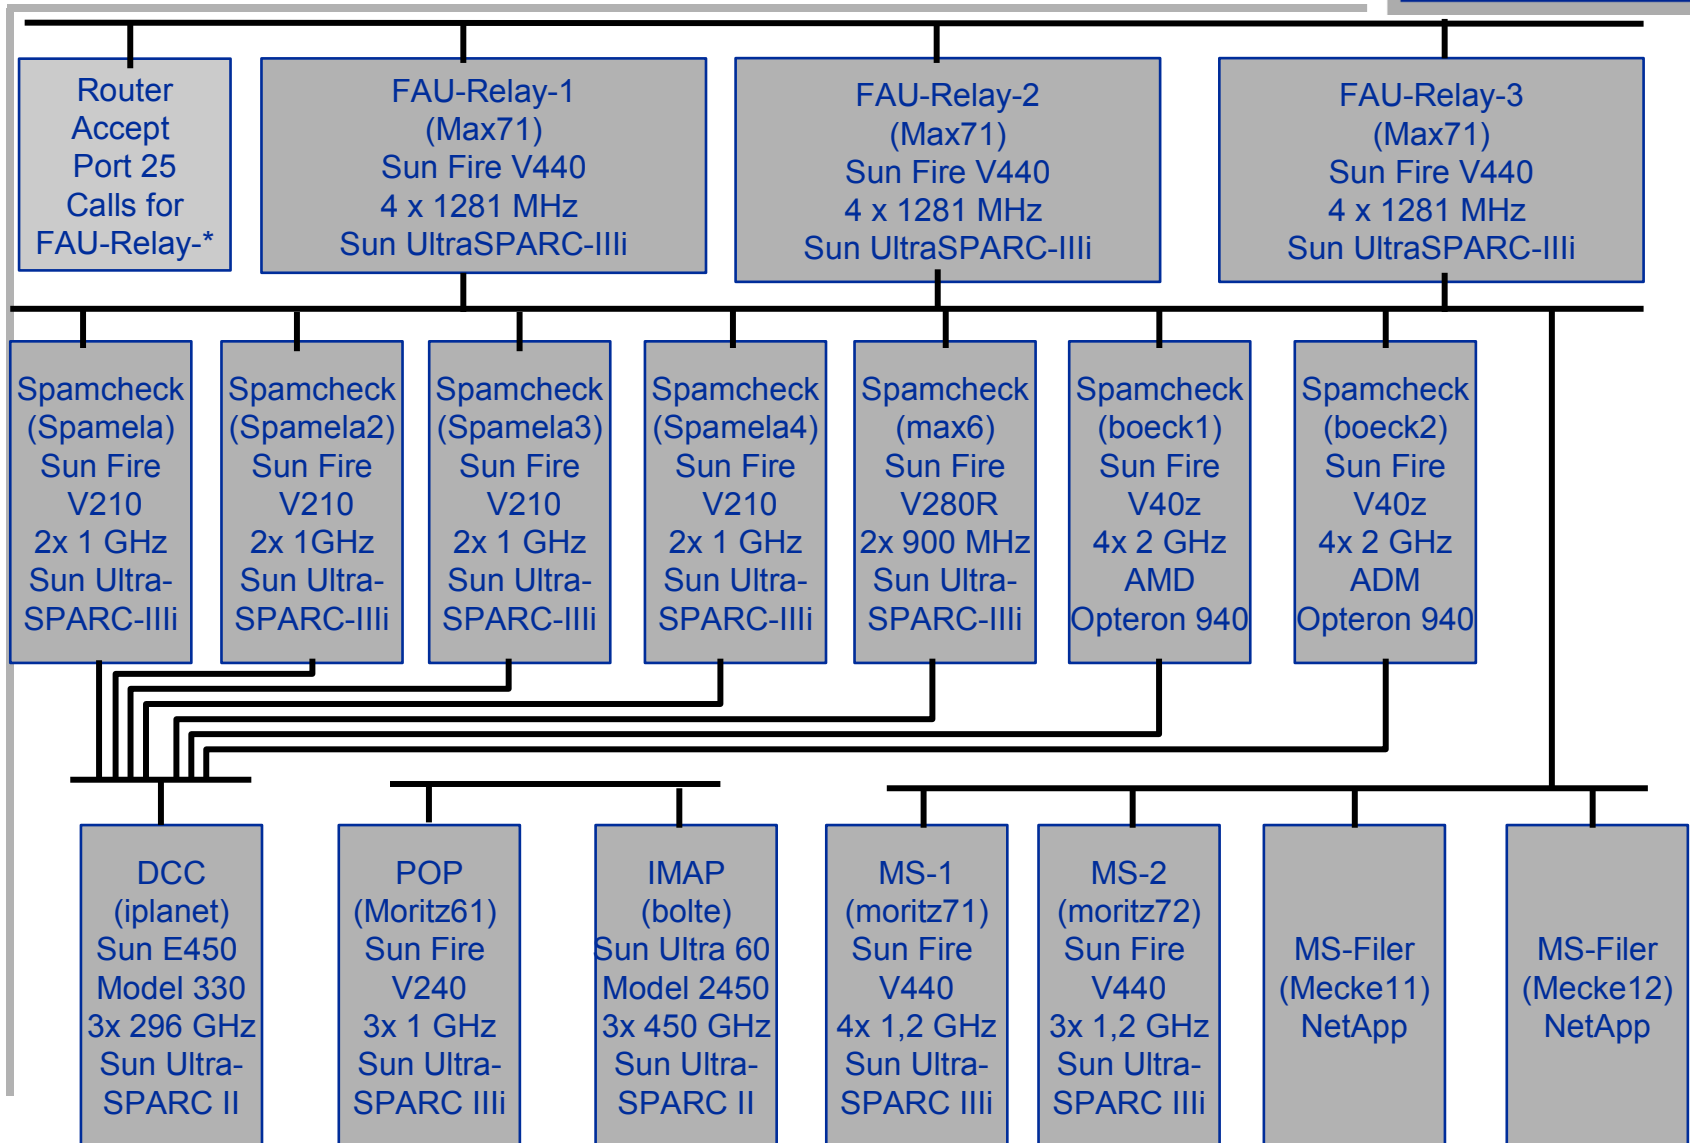 Router
Accept
Port 25
Calls for
FAU-Relay-*
FAU-Relay-1
(Max71)
Sun Fire V440
4 x 1281 MHz
Sun UltraSPARC-IIIi
FAU-Relay-2
(Max71)
Sun Fire V440
4 x 1281 MHz
Sun UltraSPARC-IIIi
FAU-Relay-3
(Max71)
Sun Fire V440
4 x 1281 MHz
Sun UltraSPARC-IIIi
Spamcheck
(Spamela)
Sun Fire
V210
2x 1 GHz
Sun Ultra-
SPARC-IIIi
Spamcheck
(Spamela2)
Sun Fire
V210
2x 1GHz
Sun Ultra-
SPARC-IIIi
Spamcheck
(Spamela3)
Sun Fire
V210
2x 1 GHz
Sun Ultra-
SPARC-IIIi
Spamcheck
(Spamela4)
Sun Fire
V210
2x 1 GHz
Sun Ultra-
SPARC-IIIi
Spamcheck
(max6)
Sun Fire
V280R
2x 900 MHz
Sun Ultra-
SPARC-IIIi
Spamcheck
(boeck1)
Sun Fire
V40z
4x 2 GHz
AMD
Opteron 940
Spamcheck
(boeck2)
Sun Fire
V40z
4x 2 GHz
ADM
Opteron 940
DCC
(iplanet)
Sun E450
Model 330
3x 296 GHz
Sun Ultra-
SPARC II
POP
(Moritz61)
Sun Fire
V240
3x 1 GHz
Sun Ultra-
SPARC IIIi
IMAP
(bolte)
Sun Ultra 60
Model 2450
3x 450 GHz
Sun Ultra-
SPARC II
MS-1
(moritz71)
Sun Fire
V440
4x 1,2 GHz
Sun Ultra-
SPARC IIIi
MS-2
(moritz72)
Sun Fire
V440
3x 1,2 GHz
Sun Ultra-
SPARC IIIi
MS-Filer
(Mecke11)
NetApp
MS-Filer
(Mecke12)
NetApp